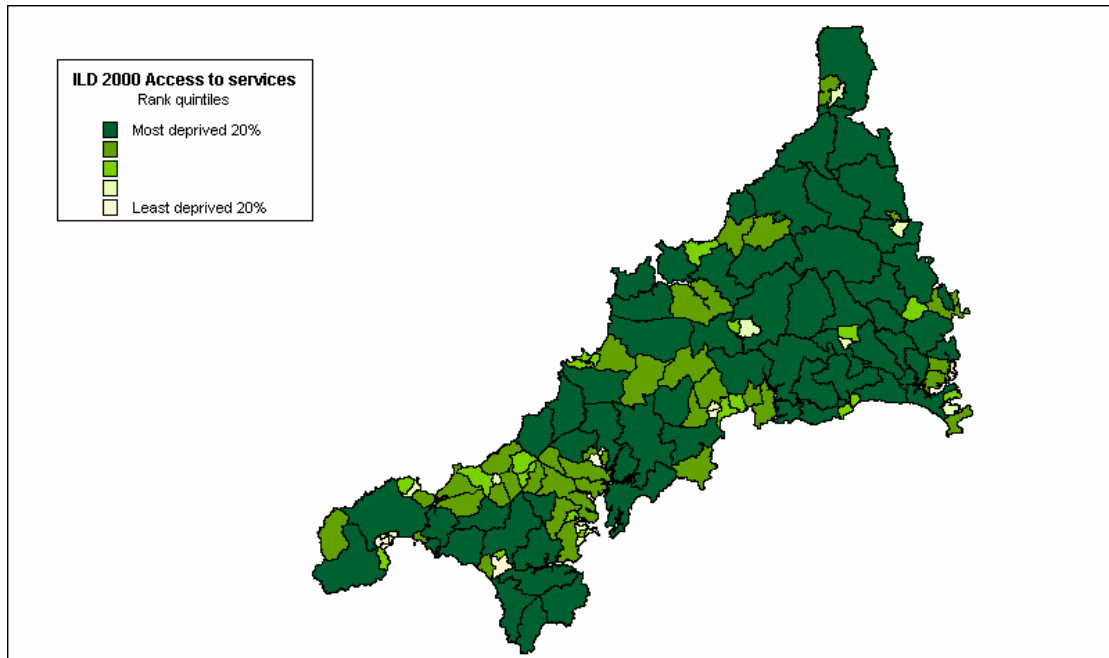 ILD 2000 Access to services
Rank quintiles
Most deprived 20%
Least deprived 20%